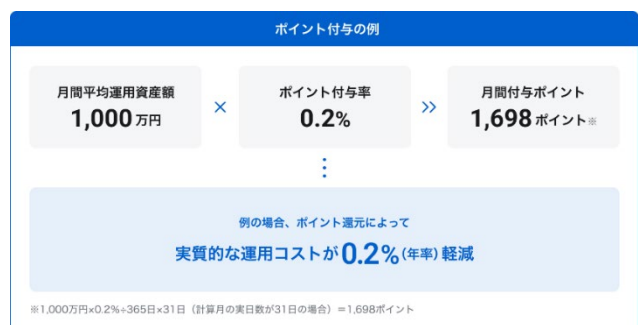 ポイント付与の例
月間平均運用資産額
1,000万円
×
ポイント付与率
0.2%
»
月間付与ポイント
1,698ポイント※
例の場合、ポイント還元によって
実質的な運用コストが0.2%(年率)軽減
※1,000万円×0.2%÷365日×31日（計算月の実日数が31日の場合）＝1,698ポイント